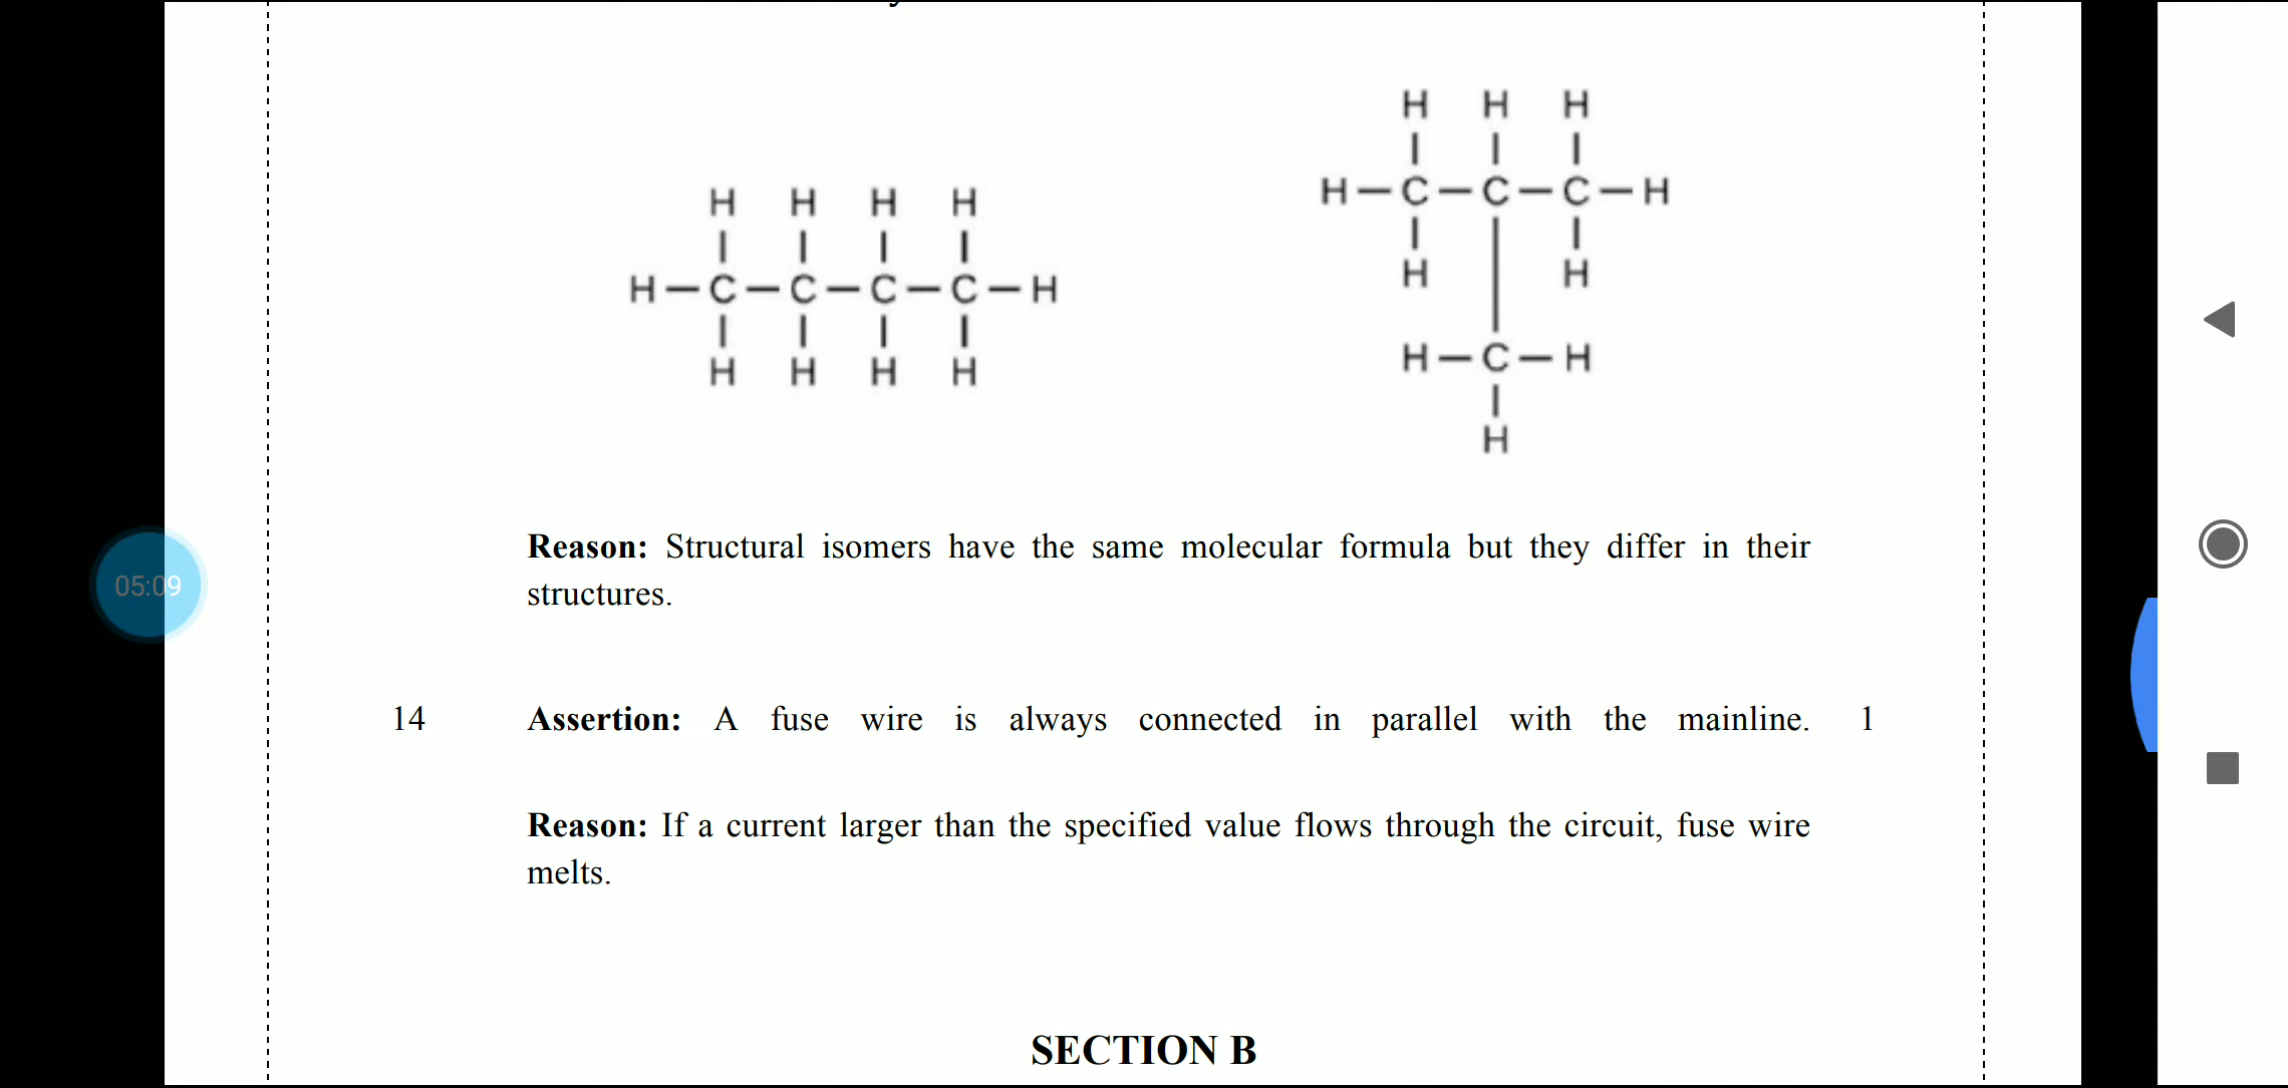 H H H
H—C—C—C—H
H H
H—C—H
H
H H H H
H—C—C—C—C—H
H H H H
Reason: Structural isomers have the same molecular formula but they differ in their
structures.
05:09
14 Assertion: A fuse wire is always connected in parallel with the mainline. 1
Reason: If a current larger than the specified value flows through the circuit, fuse wire
melts.
SECTION B